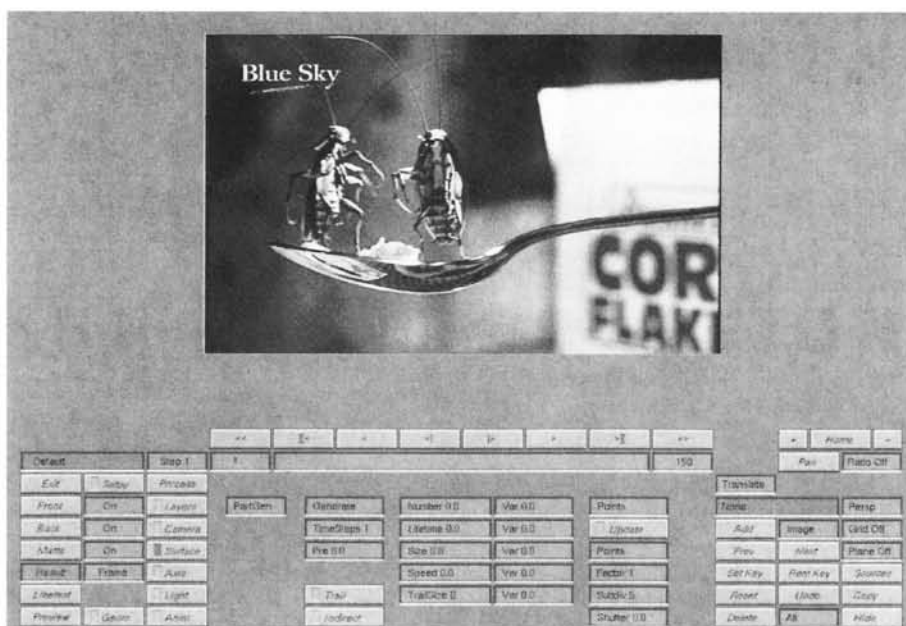 Blue Sky
COR
FLAK
<< < > >>
+ Home -
Default Step 1 1 150 Pan Ratio Off
Exit Setup Process Translate
Front On Layers PartGen Generate Number 0.0 Var 0.0 Points None Persp
Back On Camera TimeSteps 1 Lifetime 0.0 Var 0.0 Update Add Image Grid Off
Matte On Surface Pre 0.0 Size 0.0 Var 0.0 Points Prev Next Plane Off
Frame Auto Speed 0.0 Var 0.0 Factor 1 Set Key Rem Key
Light Trail TrailSize 0 Var 0.0 Subdiv 5 Reset Undo Copy
Preview Geom Anim Indirect Shutter 0.0 Delete All Hide